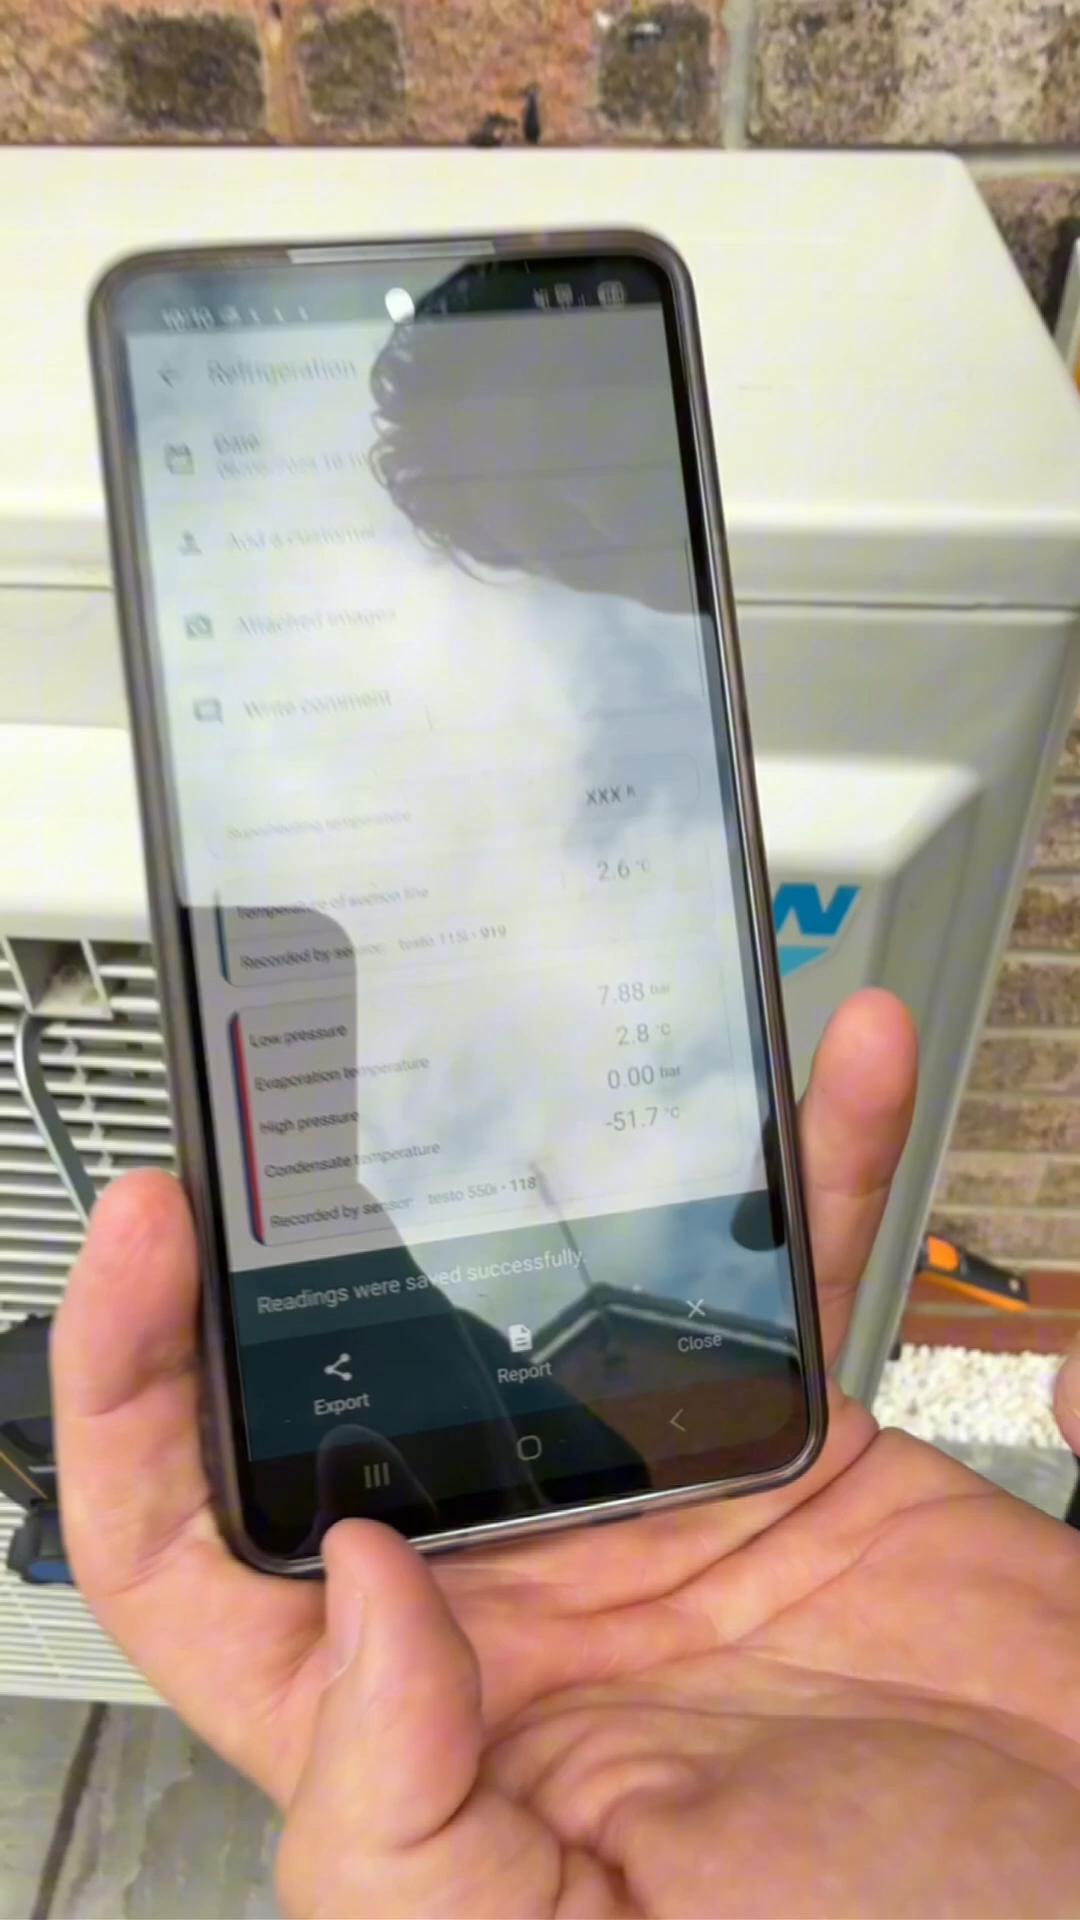 Refrigeration
Date
Add a customer
Attached images
Write comment
Superheating temperature XXX K
Temperature of suction line 2.6 °C
Recorded by sensor testo 115i • 919
Low pressure 7.88 bar
Evaporation temperature 2.8 °C
High pressure 0.00 bar
Condensate temperature -51.7 °C
Recorded by sensor testo 550i • 118
Readings were saved successfully.
Export
Report
Close